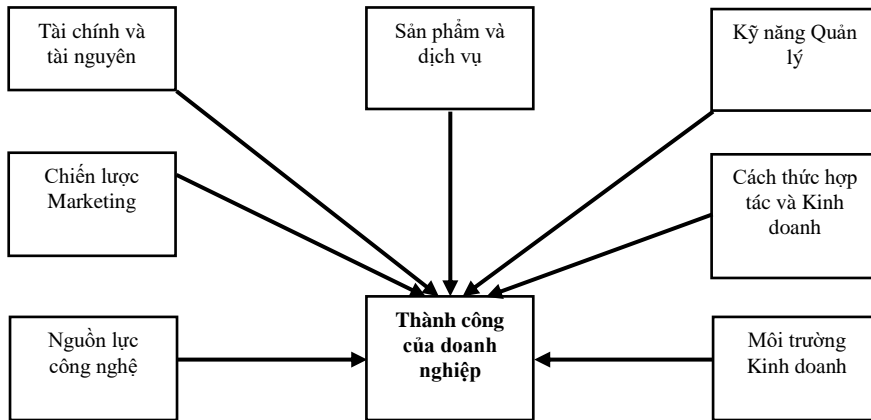 Tài chính và
tài nguyên
Sản phẩm và
dịch vụ
Kỹ năng Quản
lý
Chiến lược
Marketing
Cách thức hợp
tác và Kinh
doanh
Nguồn lực
công nghệ
Thành công
của doanh
nghiệp
Môi trường
Kinh doanh